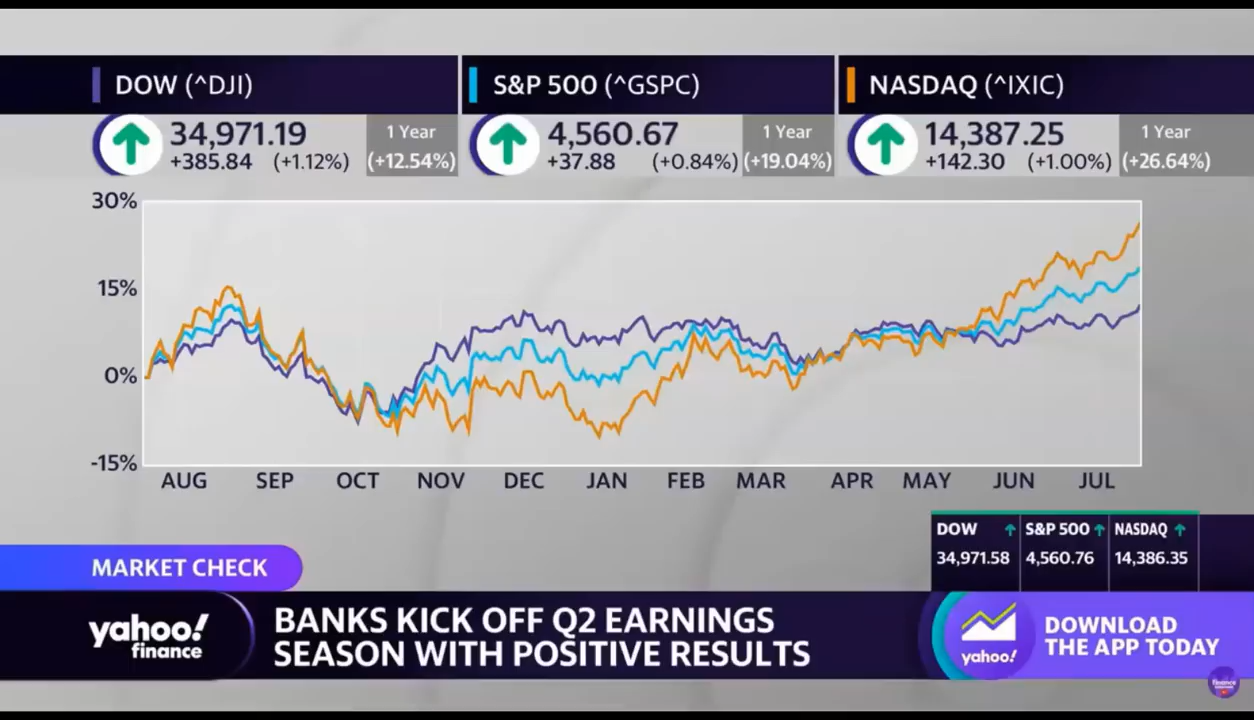 DOW (^DJI)
34,971.19
+385.84 (+1.12%)
1 Year
(+12.54%)
S&P 500 (^GSPC)
4,560.67
+37.88 (+0.84%)
1 Year
(+19.04%)
NASDAQ (^IXIC)
14,387.25
+142.30 (+1.00%)
1 Year
(+26.64%)
30%
15%
0%
-15%
AUG SEP OCT NOV DEC JAN FEB MAR APR MAY JUN JUL
DOW S&P 500 NASDAQ
34,971.58 4,560.76 14,386.35
MARKET CHECK
yahoo!
finance
BANKS KICK OFF Q2 EARNINGS
SEASON WITH POSITIVE RESULTS
yahoo!
DOWNLOAD
THE APP TODAY
finance